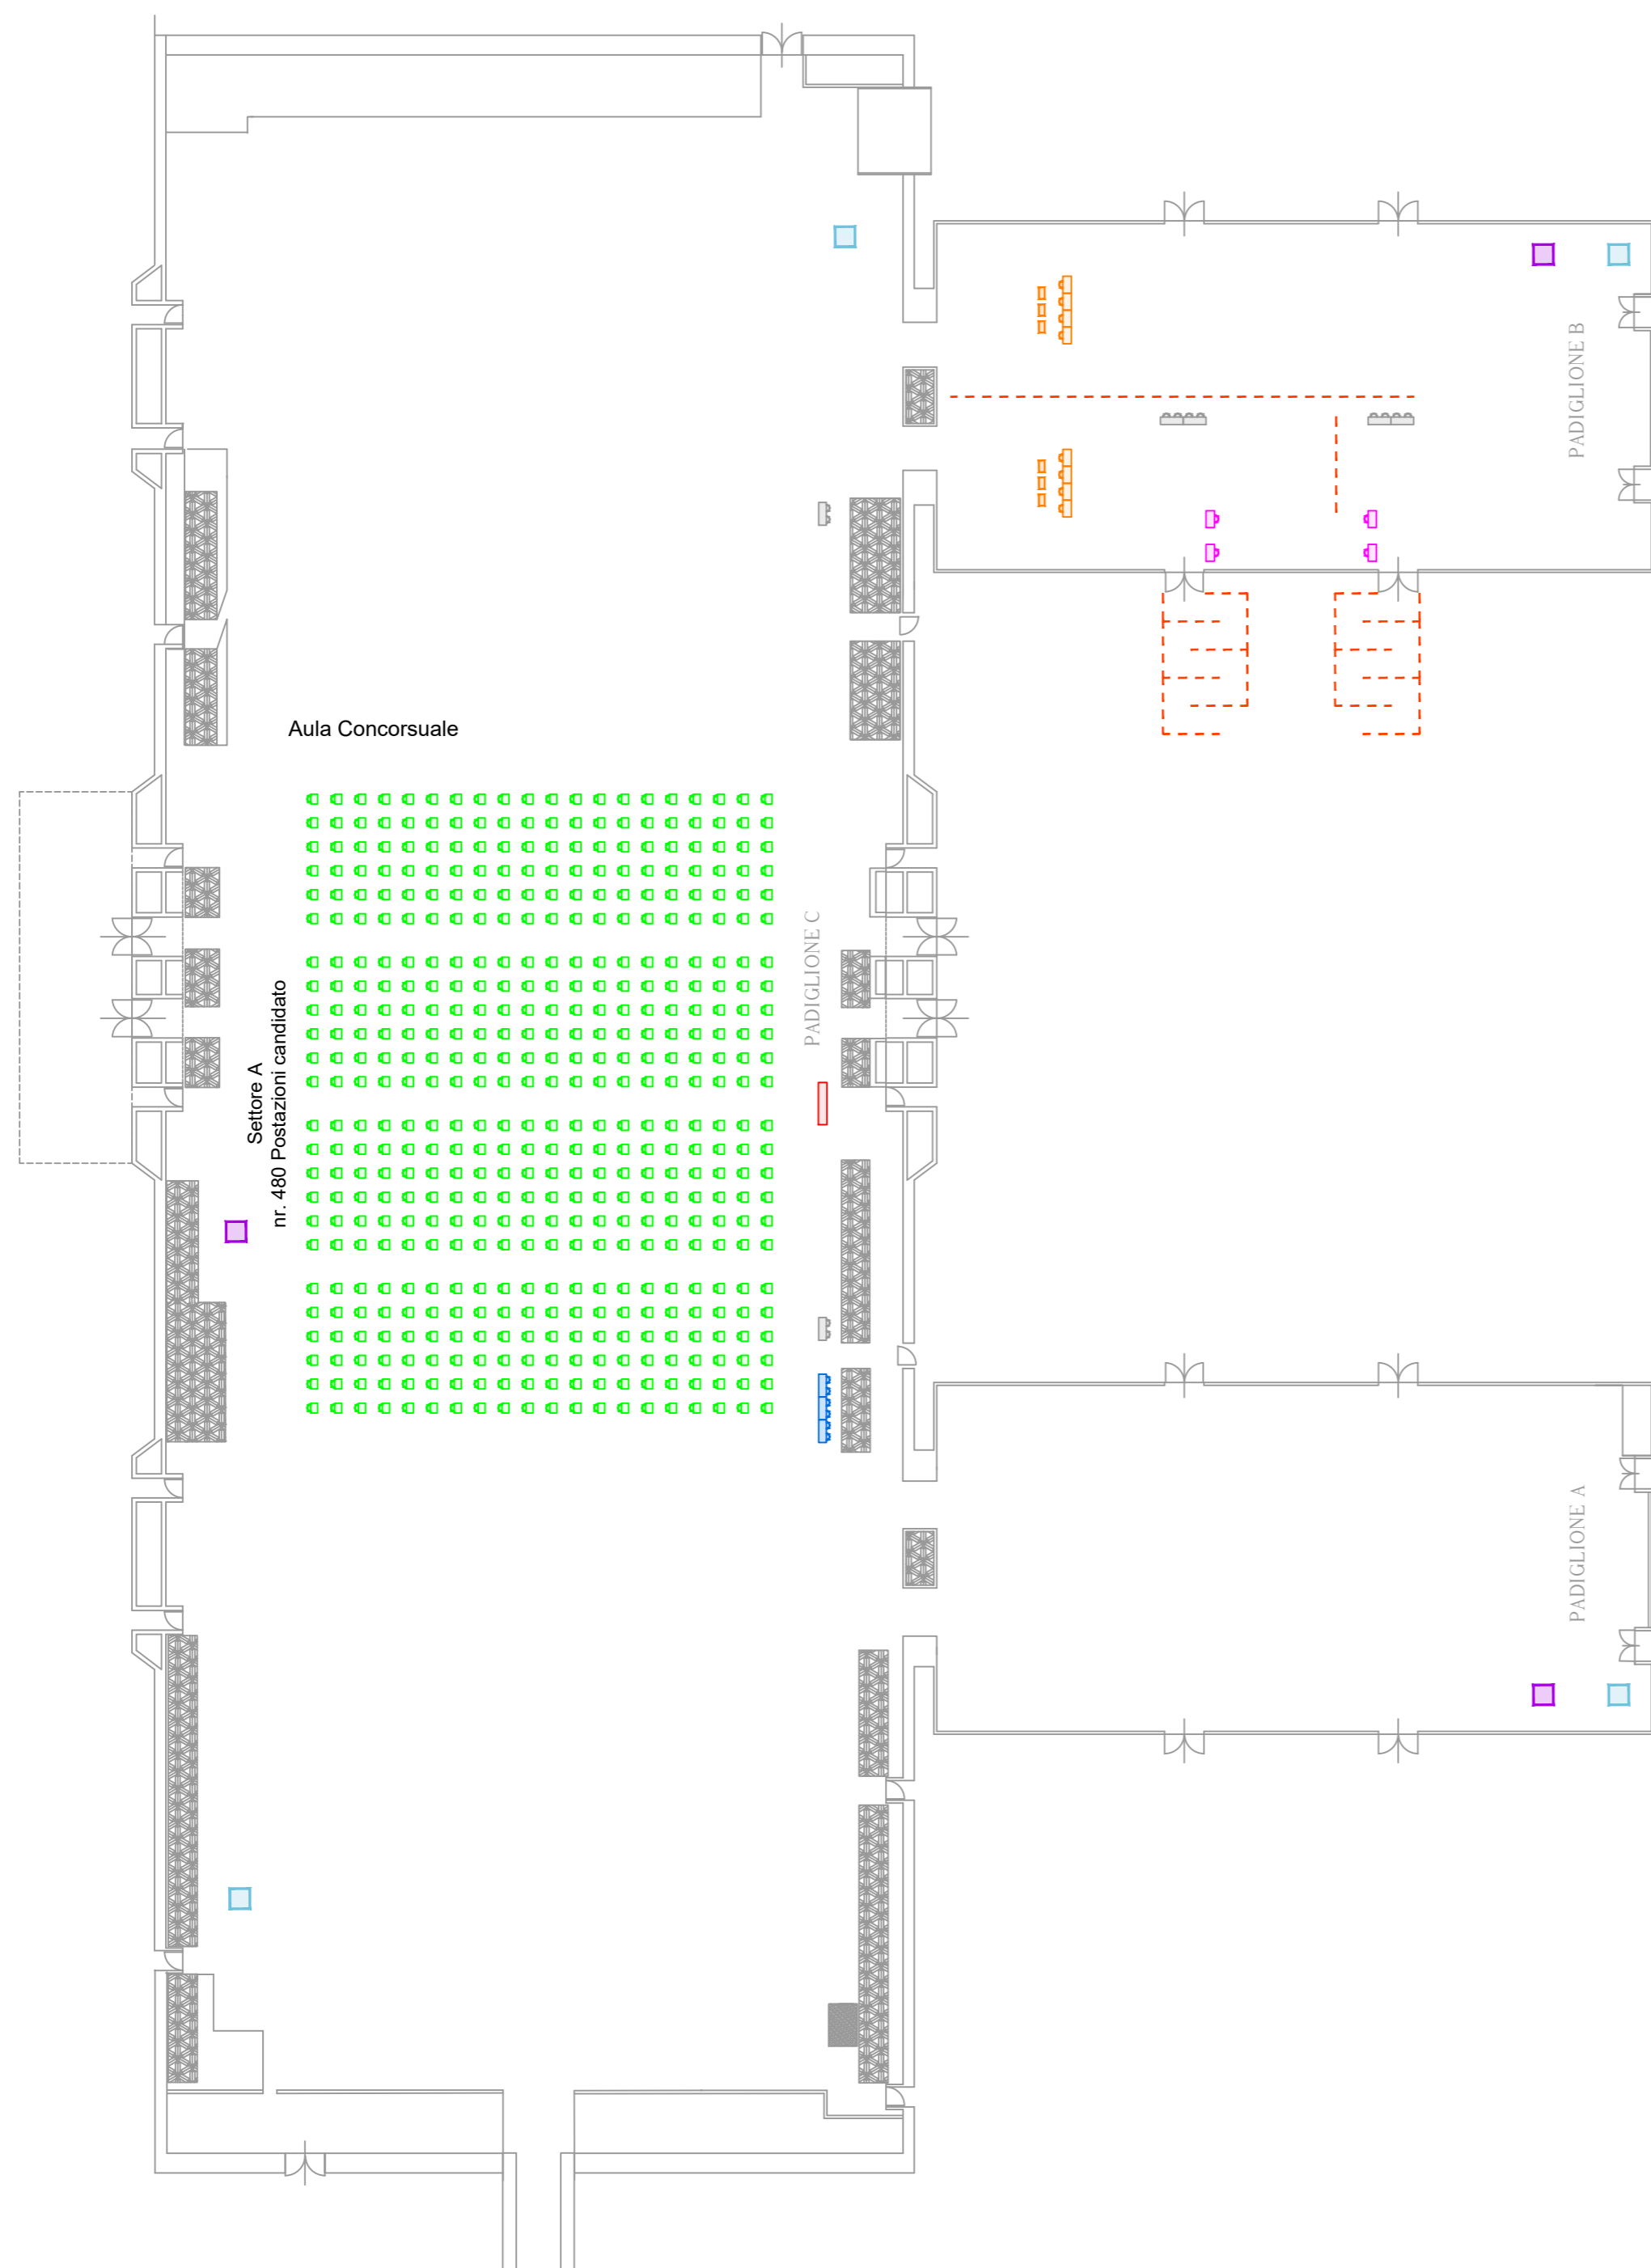 PADIGLIONE B
Aula Concorsuale
PADIGLIONE C
Settore A
nr. 480 Postazioni candidato
PADIGLIONE A